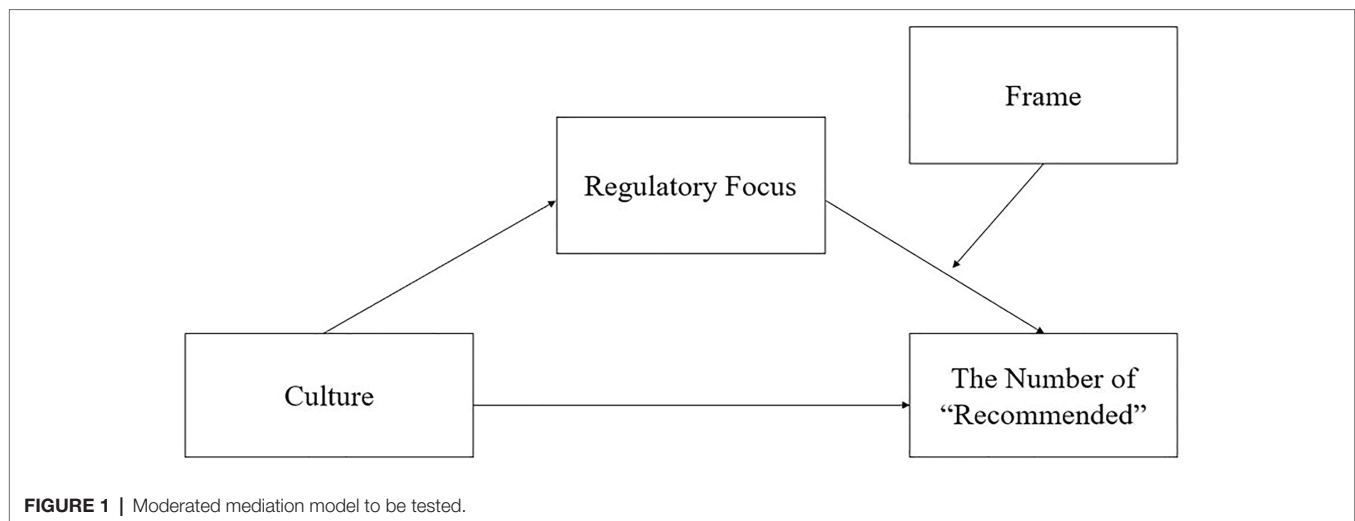 Frame
Regulatory Focus
Culture
The Number of
“Recommended”
FIGURE 1 | Moderated mediation model to be tested.